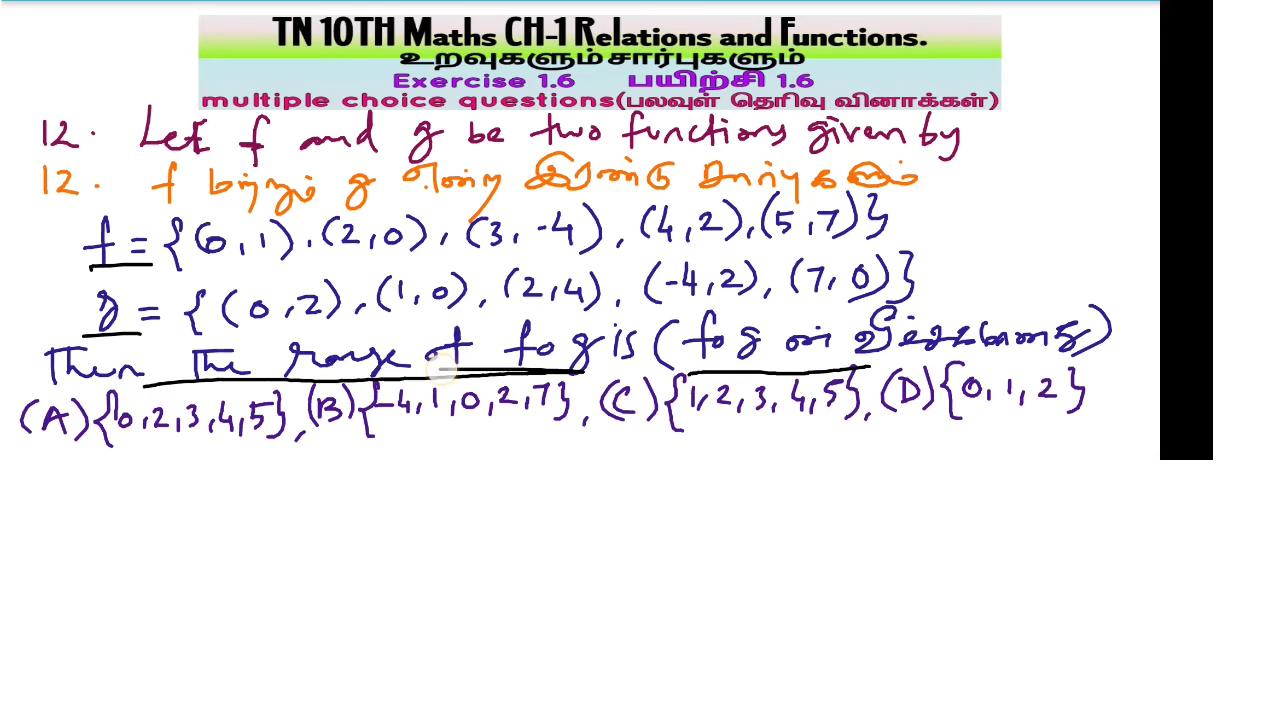 TN 10TH Maths CH-1 Relations and Functions.
உறவுகளும் சார்புகளும்
Exercise 1.6 பயிற்சி 1.6
multiple choice questions(பலவுள் தெரிவு வினாக்கள்)
12. Let f and g be two functions given by
12. f மற்றும் g என்ற இரண்டு சார்புகளும்
f = {(0,1), (2,0), (3,-4), (4,2), (5,7)}
g = {(0,2), (1,0), (2,4), (-4,2), (7,0)}
Then the range of fog is (fog ன் வீச்சகமானது)
(A){0,2,3,4,5}, (B){-4,1,0,2,7}, (C){1,2,3,4,5}, (D){0,1,2}